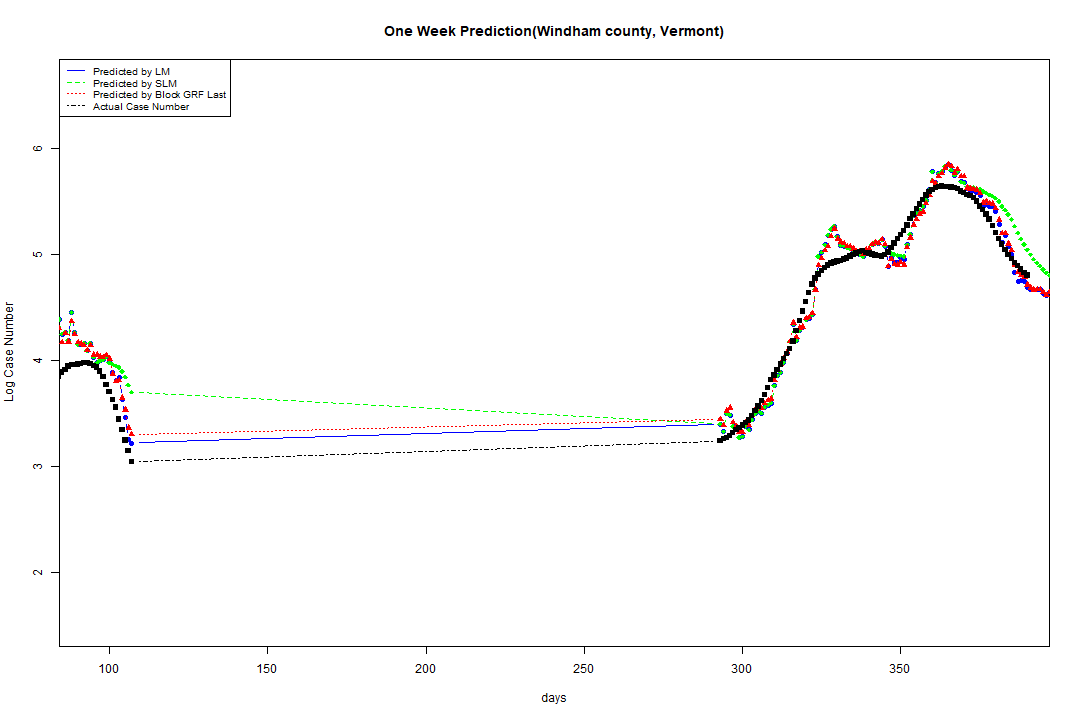 One Week Prediction(Windham county, Vermont)
Predicted by LM
Predicted by SLM
Predicted by Block GRF Last
Actual Case Number
6
5
4
3
2
Log Case Number
100 150 200 250 300 350
days